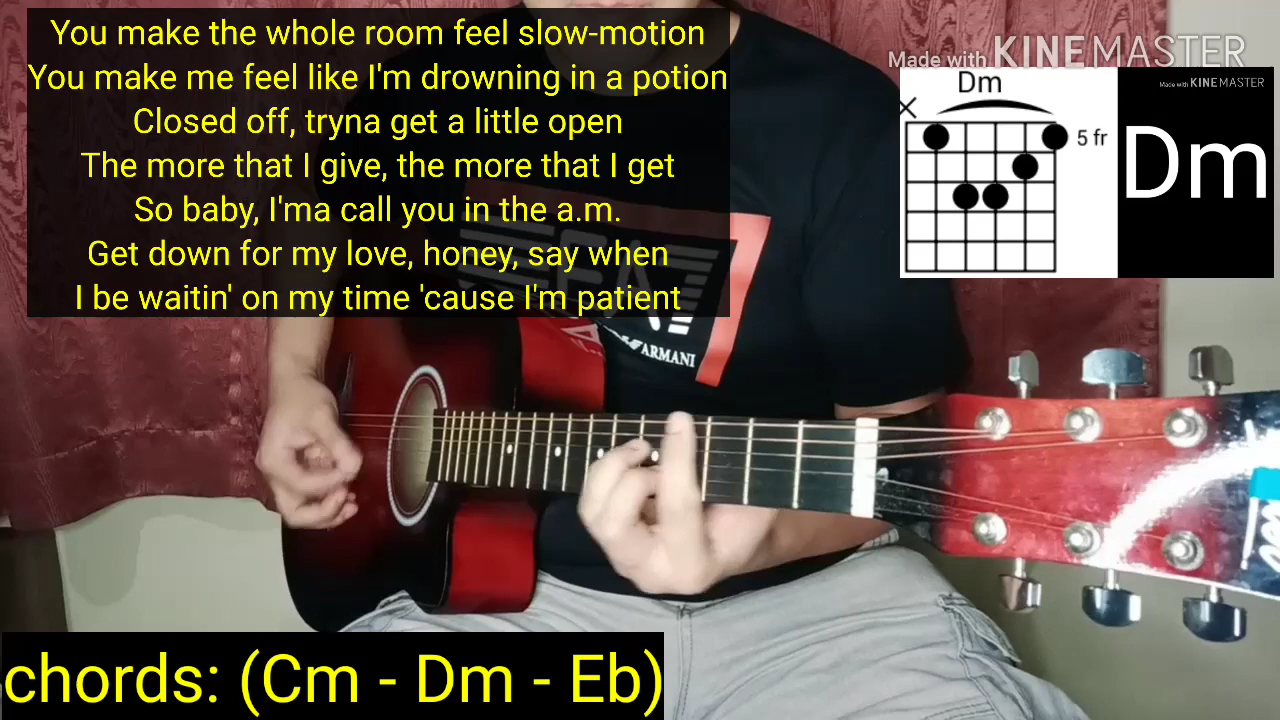 You make the whole room feel slow-motion
You make me feel like I'm drowning in a potion
Closed off, tryna get a little open
The more that I give, the more that I get
So baby, I'ma call you in the a.m.
Get down for my love, honey, say when
I be waitin' on my time 'cause I'm patient
Made with KINEMASTER
Dm
Made with KINEMASTER
x
5 fr
Dm
ARMANI
chords: (Cm - Dm - Eb)